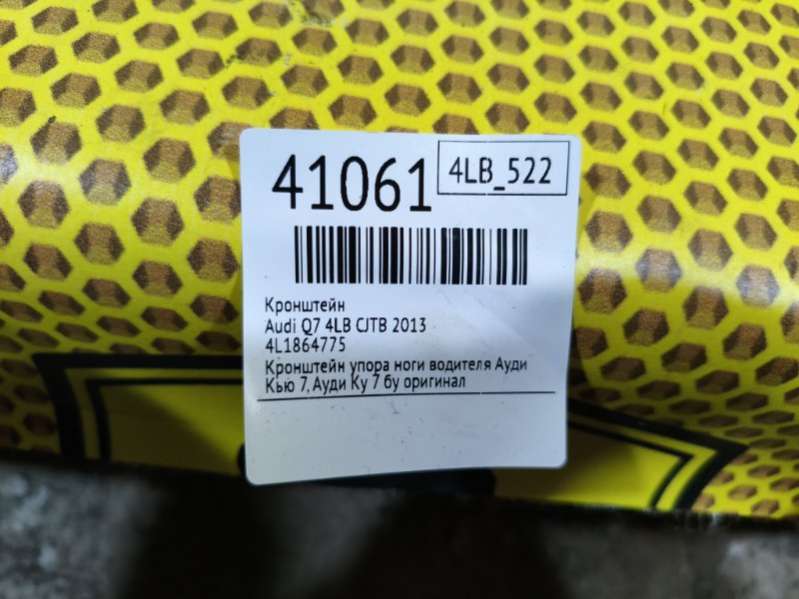 41061
4LB_522
Кронштейн
Audi Q7 4LB CJTB 2013
4L1864775
Кронштейн упора ноги водителя Ауди
Кью 7, Ауди Ку 7 бу оригинал